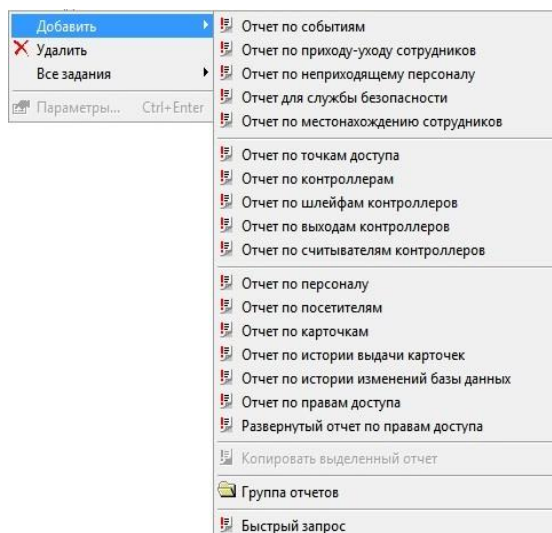 Добавить
Удалить
Все задания
Параметры... Ctrl+Enter
Отчет по событиям
Отчет по приходу-уходу сотрудников
Отчет по неприходящему персоналу
Отчет для службы безопасности
Отчет по местонахождению сотрудников
Отчет по точкам доступа
Отчет по контроллерам
Отчет по шлейфам контроллеров
Отчет по выходам контроллеров
Отчет по считывателям контроллеров
Отчет по персоналу
Отчет по посетителям
Отчет по карточкам
Отчет по истории выдачи карточек
Отчет по истории изменений базы данных
Отчет по правам доступа
Развернутый отчет по правам доступа
Копировать выделенный отчет
Группа отчетов
Быстрый запрос